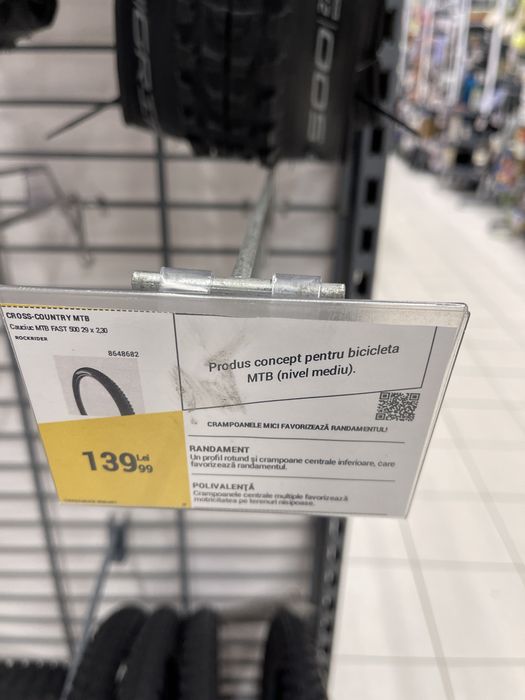 500
CROSS-COUNTRY MTB
Cauciuc MTB FAST 500 29 x 2,30
ROCKRIDER
8648682
139 Lei 99
Produs concept pentru bicicleta
MTB (nivel mediu).
CRAMPOANELE MICI FAVORIZEAZĂ RANDAMENTUL!
RANDAMENT
Un profil rotund și crampoane centrale inferioare, care
favorizează randamentul.
POLIVALENȚĂ
Crampoanele centrale multiple favorizează
motricitatea pe terenuri nisipoase.